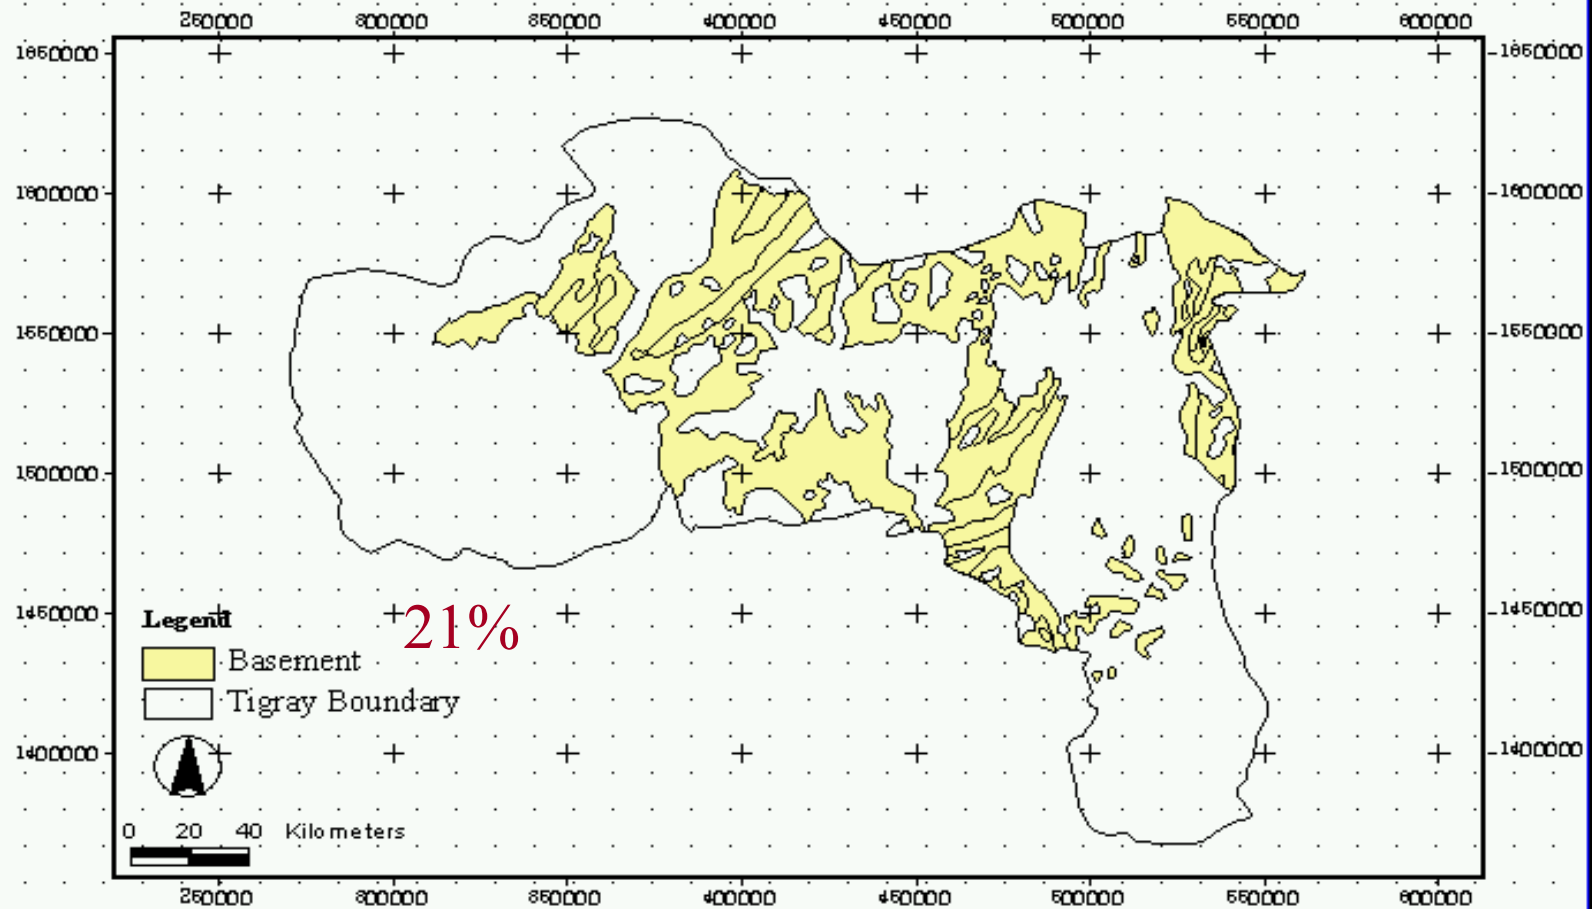 250000 300000 350000 400000 450000 500000 550000 600000
1650000 1650000
1600000 1600000
1550000 1550000
1500000 1500000
1450000 1450000
Legend
21%
Basement
Tigray Boundary
1400000 1400000
0 20 40 Kilometers
250000 300000 350000 400000 450000 500000 550000 600000